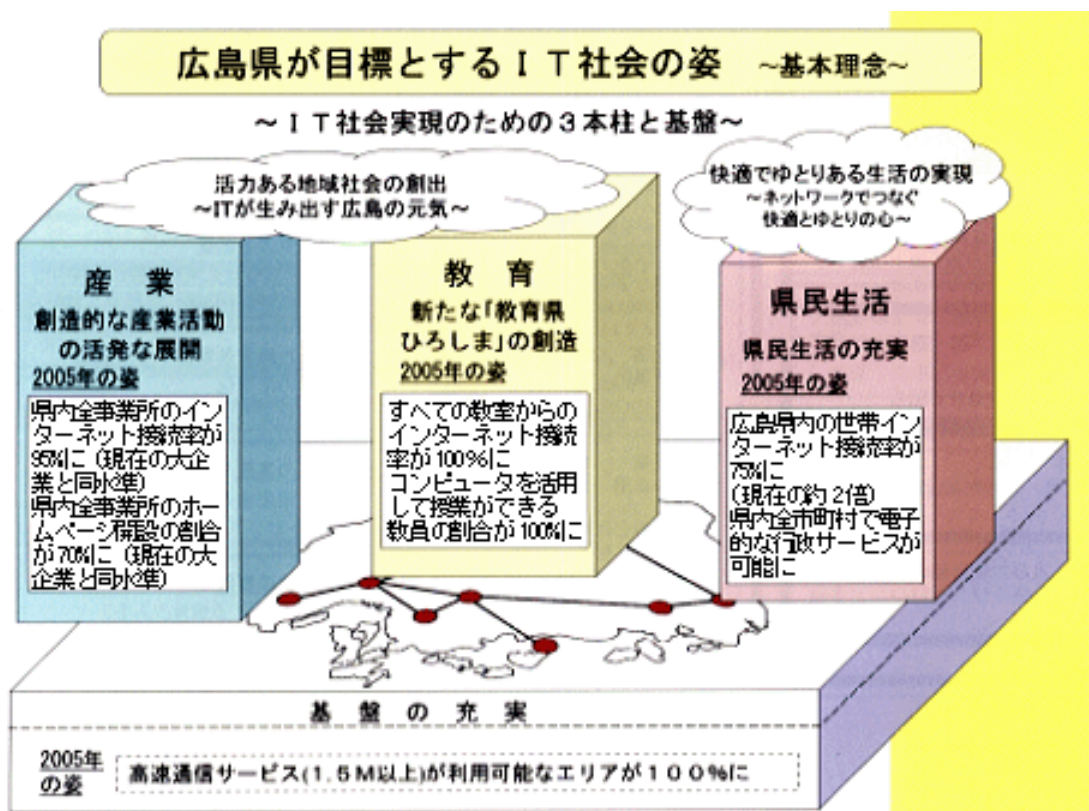 広島県が目標とするＩＴ社会の姿　～基本理念～
～ＩＴ社会実現のための３本柱と基盤～
活力ある地域社会の創出
～ITが生み出す広島の元気～
快適でゆとりある生活の実現
～ネットワークでつなぐ
快適とゆとりの心～
産　業
創造的な産業活動
の活発な展開
2005年の姿
県内全事業所のイン
ターネット接続率が
95%に（現在の大企
業と同水準）
県内全事業所のホー
ムページ開設の割合
が70%に（現在の大
企業と同水準）
教　育
新たな「教育県
ひろしま」の創造
2005年の姿
すべての教室からの
インターネット接続
率が100%に
コンピュータを活用
して授業ができる
教員の割合が100%に
県民生活
県民生活の充実
2005年の姿
広島県内の世帯イン
ターネット接続率が
75%に
（現在の約２倍）
県内全市町村で電子
的な行政サービスが
可能に
基盤の充実
2005年
の姿
高速通信サービス(１.５Ｍ以上)が利用可能なエリアが１００％に